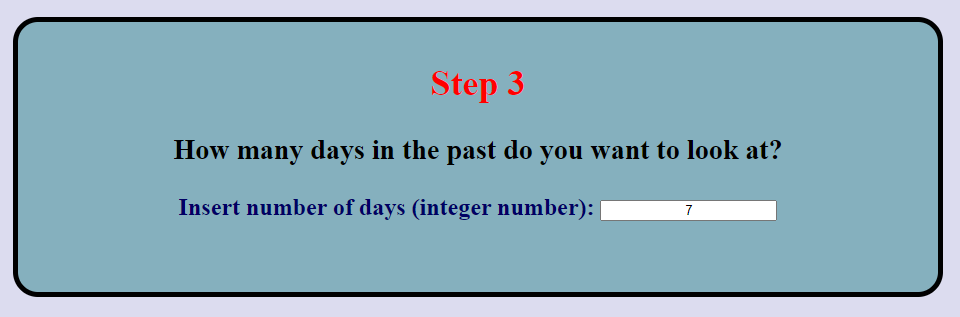 Step 3
How many days in the past do you want to look at?
Insert number of days (integer number): 7